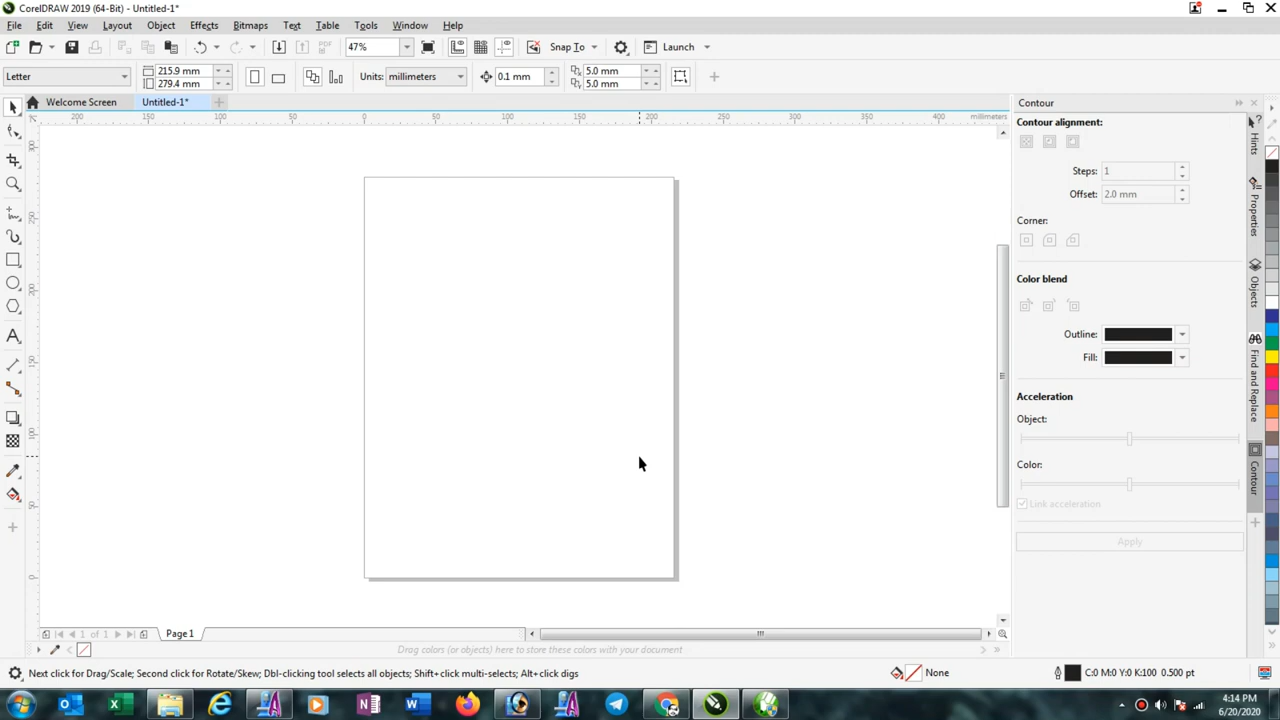 CorelDRAW 2019 (64-Bit) - Untitled-1*
File Edit View Layout Object Effects Bitmaps Text Table Tools Window Help
47% Snap To Launch
Letter 215.9 mm 279.4 mm Units: millimeters 0.1 mm 5.0 mm 5.0 mm
Welcome Screen Untitled-1*
200 150 100 50 0 50 100 150 200 250 300 350 400 millimeters
300
250
200
150
100
50
0
Contour
Contour alignment:
Steps: 1
Offset: 2.0 mm
Corner:
Color blend
Outline:
Fill:
Acceleration
Object:
Color:
Link acceleration
Apply
Hints
Properties
Objects
Find and Replace
Contour
1 of 1 Page 1
Drag colors (or objects) here to store these colors with your document
Next click for Drag/Scale; Second click for Rotate/Skew; Dbl-clicking tool selects all objects; Shift+click multi-selects; Alt+click digs None C:0 M:0 Y:0 K:100 0.500 pt
4:14 PM
6/20/2020